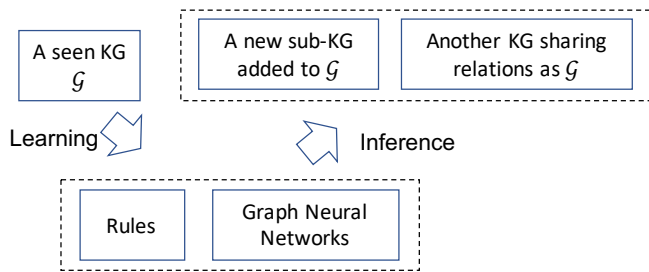 A seen KG
𝒢
A new sub-KG
added to 𝒢
Another KG sharing
relations as 𝒢
Learning
Inference
Rules
Graph Neural
Networks